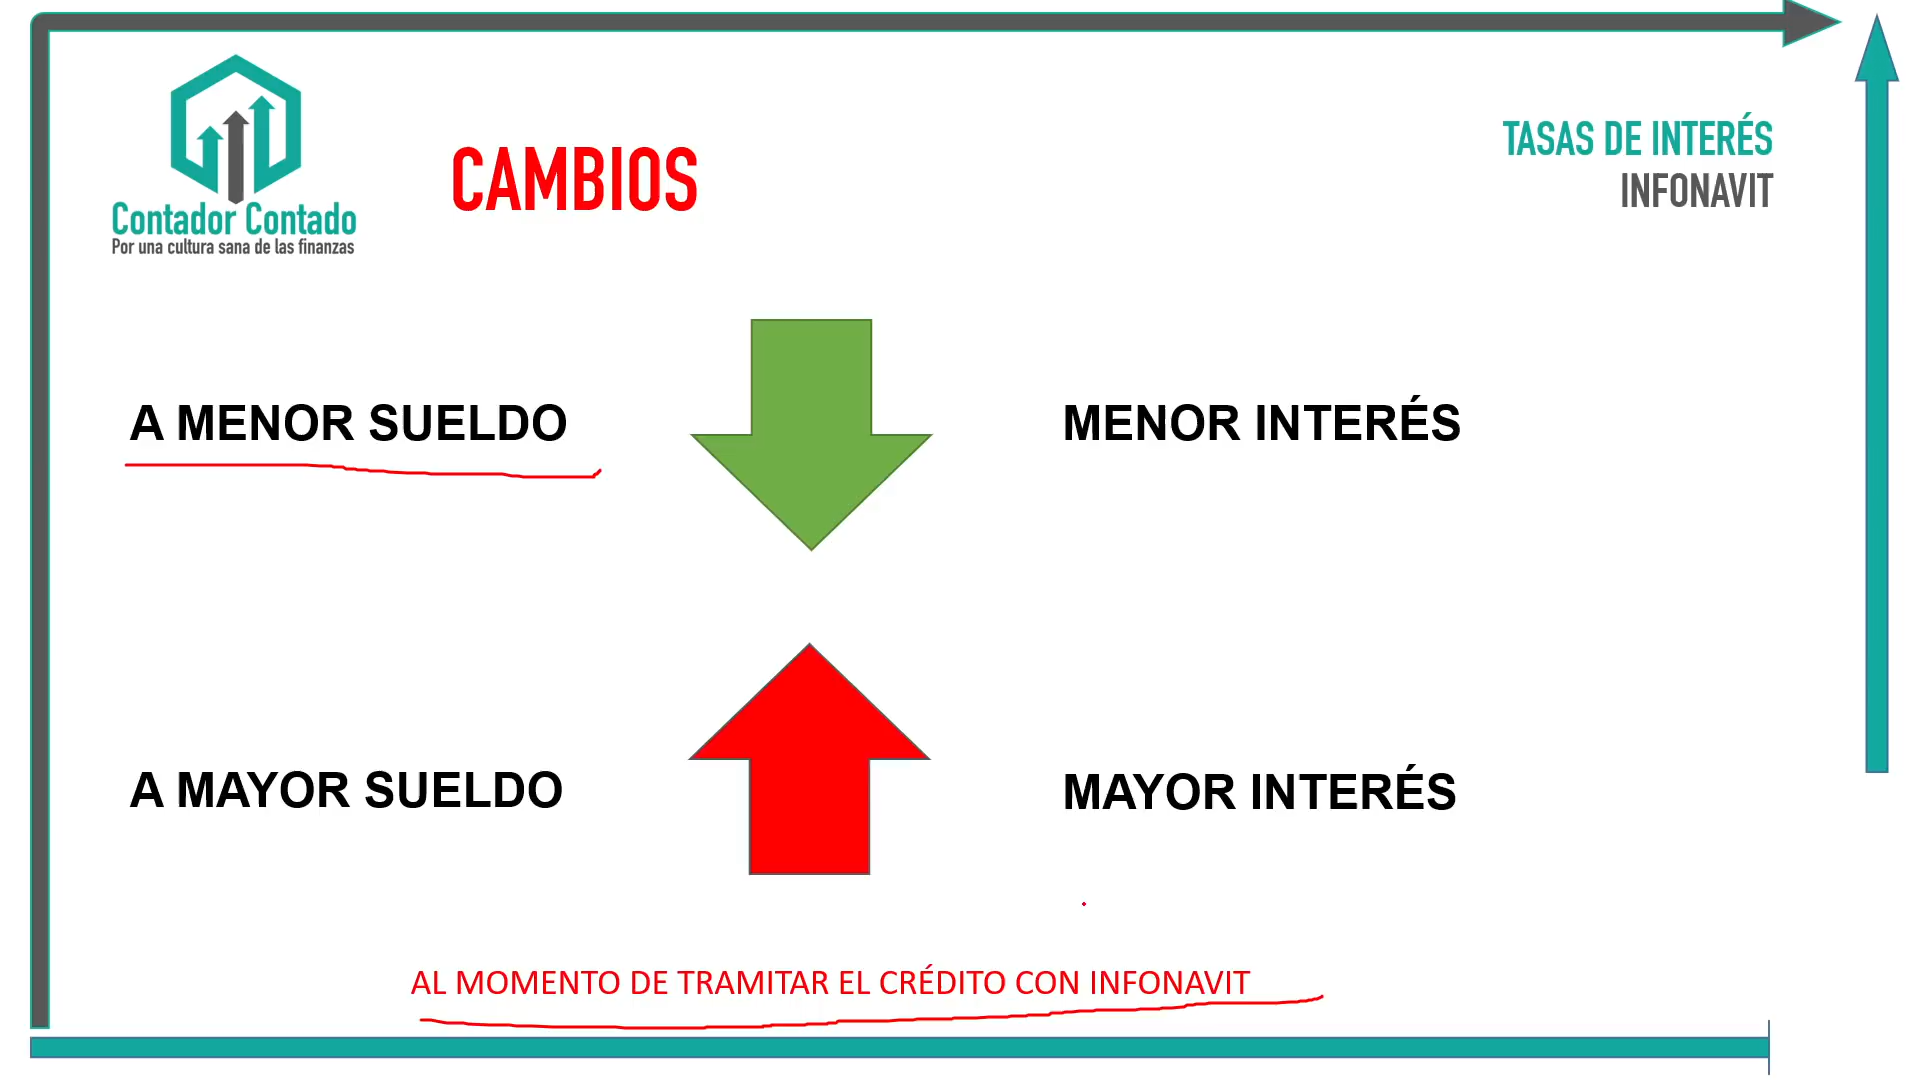 Contador Contado
Por una cultura sana de las finanzas
CAMBIOS
TASAS DE INTERÉS
INFONAVIT
A MENOR SUELDO
MENOR INTERÉS
A MAYOR SUELDO
MAYOR INTERÉS
AL MOMENTO DE TRAMITAR EL CRÉDITO CON INFONAVIT